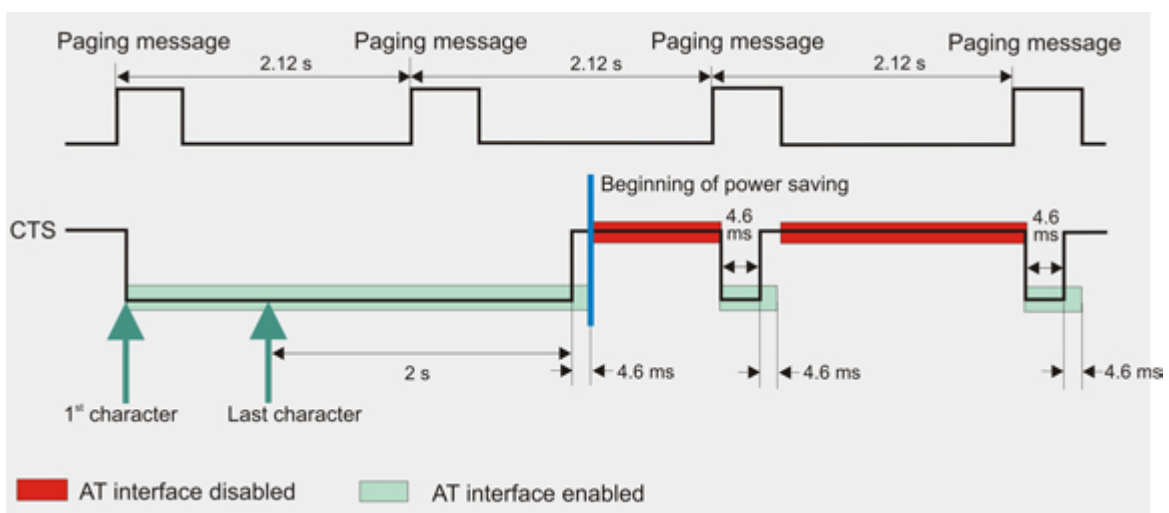 Paging message Paging message Paging message Paging message
2.12 s 2.12 s 2.12 s
Beginning of power saving
CTS
4.6 ms
4.6 ms
2 s
4.6 ms 4.6 ms 4.6 ms
1st character Last character
AT interface disabled AT interface enabled